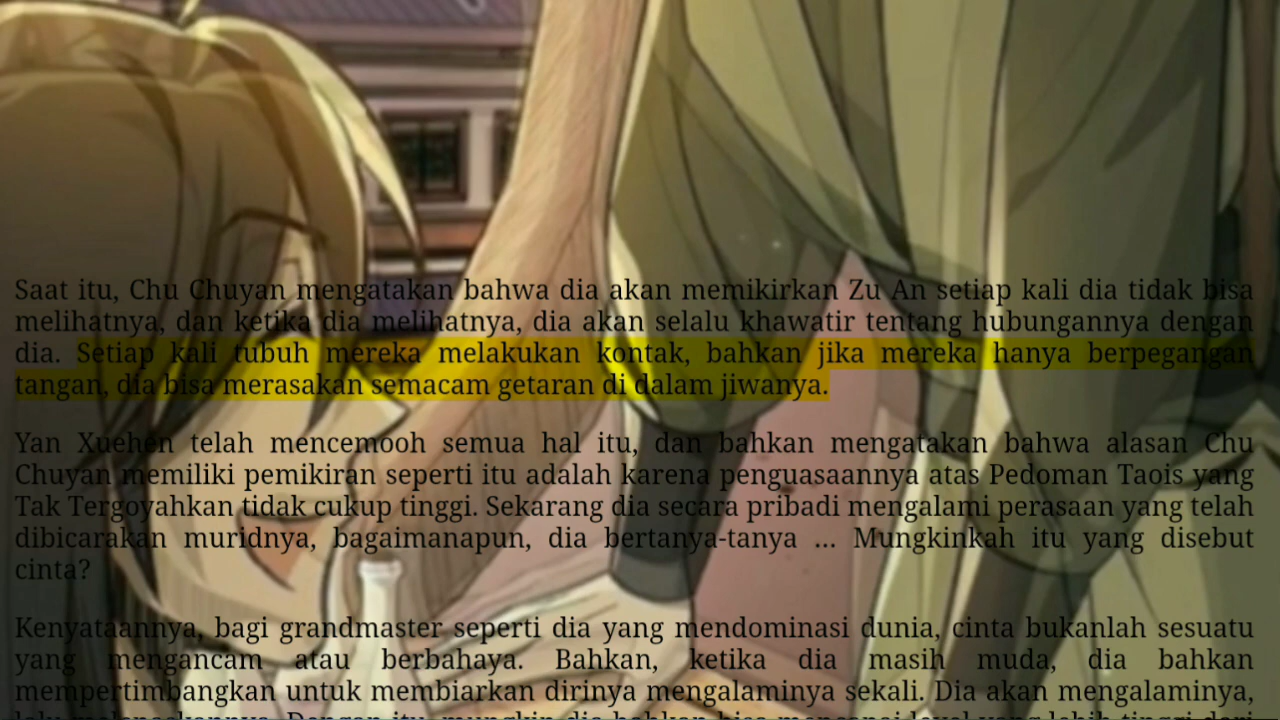 Saat itu, Chu Chuyan mengatakan bahwa dia akan memikirkan Zu An setiap kali dia tidak bisa
melihatnya, dan ketika dia melihatnya, dia akan selalu khawatir tentang hubungannya dengan
dia. Setiap kali tubuh mereka melakukan kontak, bahkan jika mereka hanya berpegangan
tangan, dia bisa merasakan semacam getaran di dalam jiwanya.
Yan Xuehen telah mencemooh semua hal itu, dan bahkan mengatakan bahwa alasan Chu
Chuyan memiliki pemikiran seperti itu adalah karena penguasaannya atas Pedoman Taois yang
Tak Tergoyahkan tidak cukup tinggi. Sekarang dia secara pribadi mengalami perasaan yang telah
dibicarakan muridnya, bagaimanapun, dia bertanya-tanya ... Mungkinkah itu yang disebut
cinta?
Kenyataannya, bagi grandmaster seperti dia yang mendominasi dunia, cinta bukanlah sesuatu
yang mengancam atau berbahaya. Bahkan, ketika dia masih muda, dia bahkan
mempertimbangkan untuk membiarkan dirinya mengalaminya sekali. Dia akan mengalaminya,